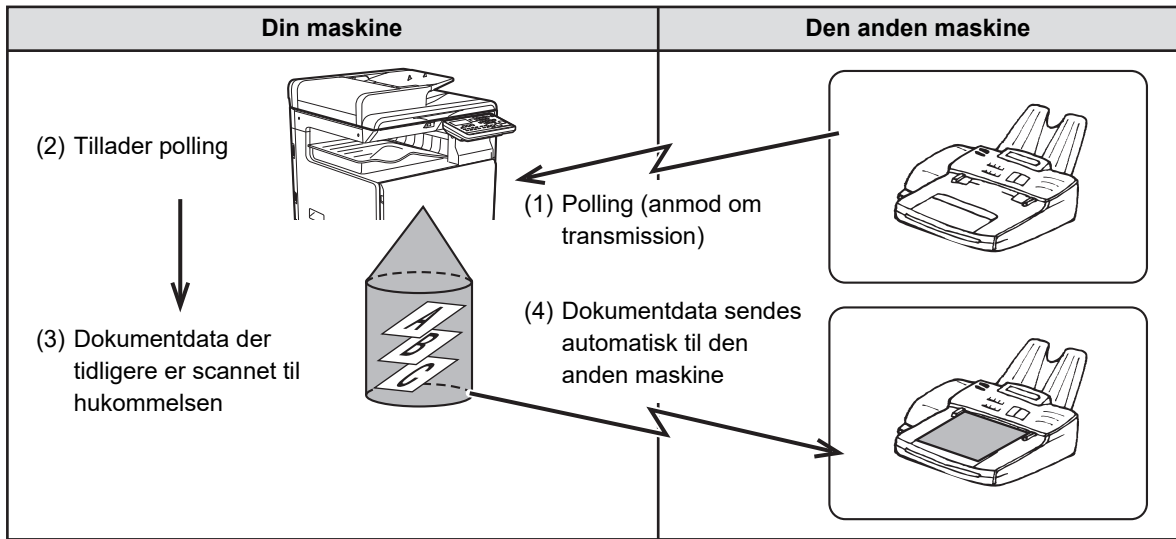 Din maskine
Den anden maskine
(2) Tillader polling
(1) Polling (anmod om
transmission)
(3) Dokumentdata der
tidligere er scannet til
hukommelsen
(4) Dokumentdata sendes
automatisk til den
anden maskine
A
B
C